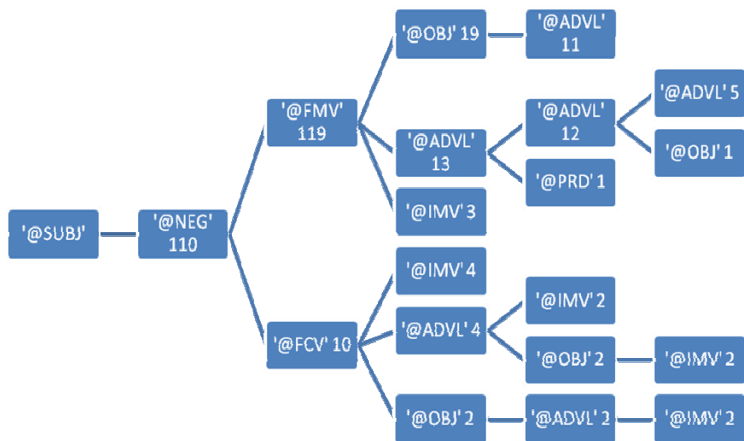 '@OBJ' 19
'@ADVL'
11
'@ADVL' 5
'@FMV'
119
'@ADVL'
13
'@ADVL'
12
'@OBJ' 1
'@PRD' 1
'@SUBJ'
'@NEG'
110
'@IMV' 3
'@IMV' 4
'@FCV' 10
'@ADVL' 4
'@IMV' 2
'@OBJ' 2
'@IMV' 2
'@OBJ' 2
'@ADVL' 2
'@IMV' 2